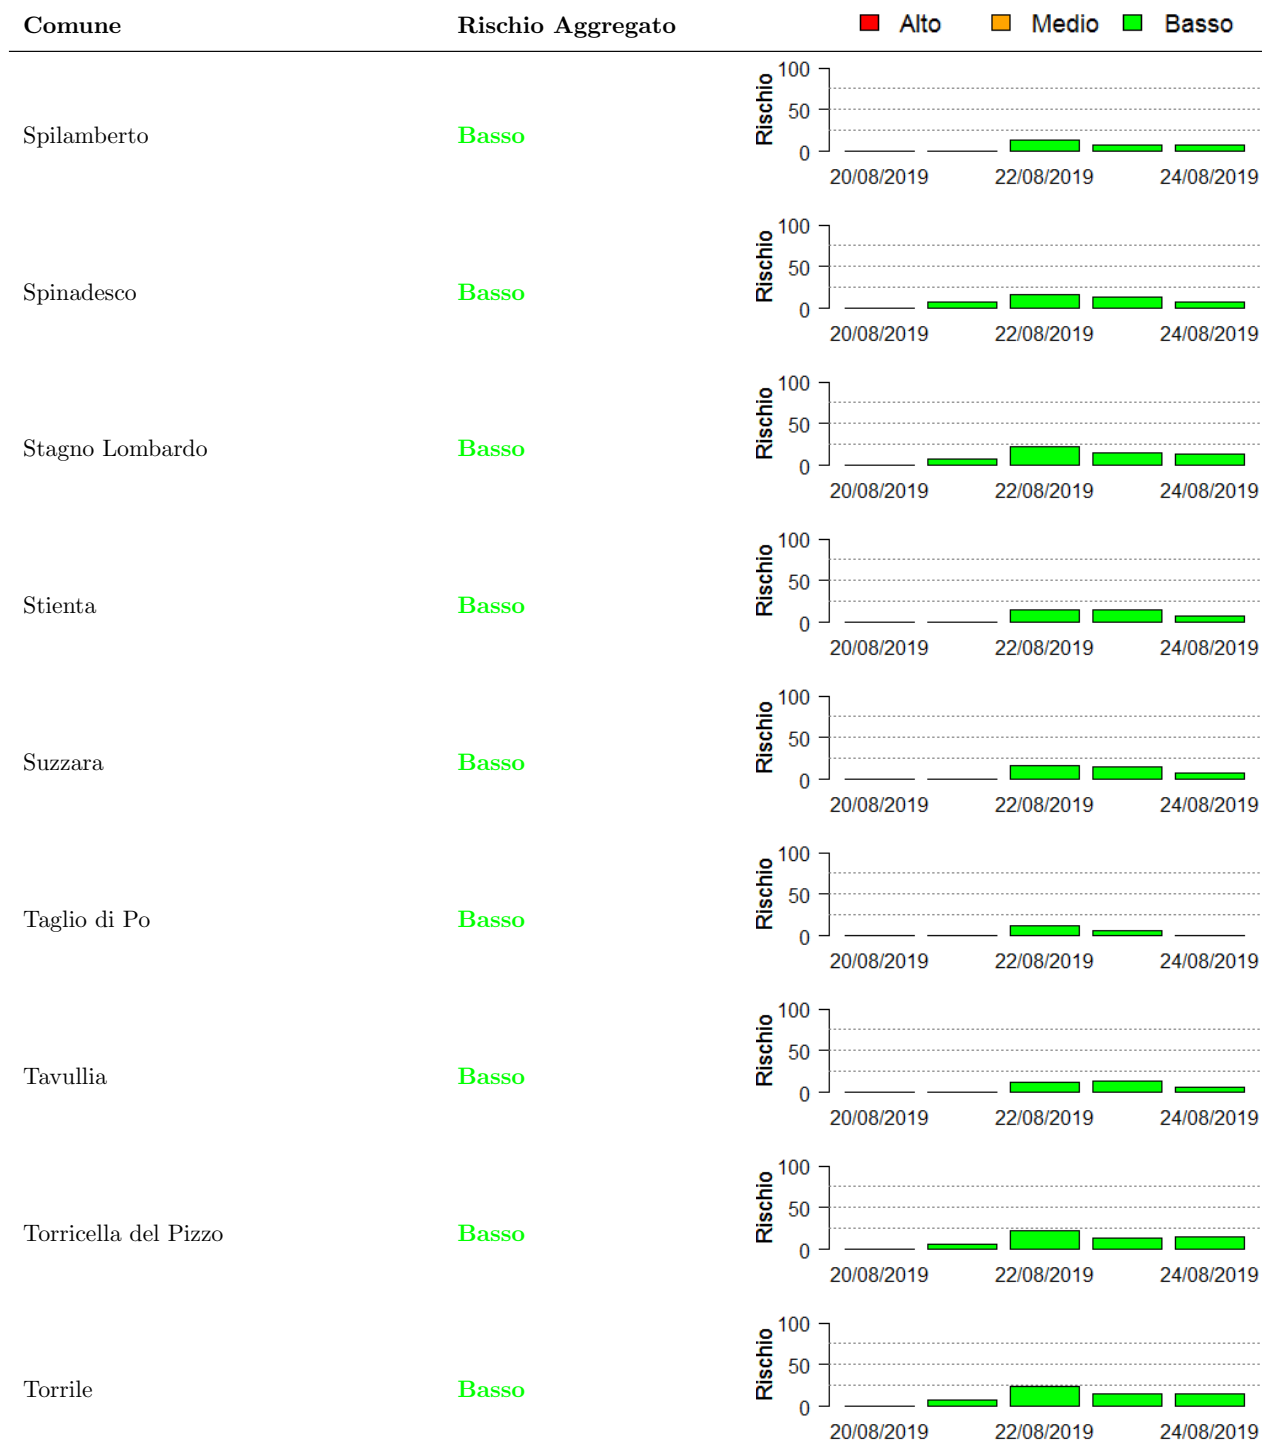 Comune Rischio Aggregato Alto Medio Basso
Spilamberto Basso Rischio 100 50 0
20/08/2019 22/08/2019 24/08/2019
Spinadesco Basso Rischio 100 50 0
20/08/2019 22/08/2019 24/08/2019
Stagno Lombardo Basso Rischio 100 50 0
20/08/2019 22/08/2019 24/08/2019
Stienta Basso Rischio 100 50 0
20/08/2019 22/08/2019 24/08/2019
Suzzara Basso Rischio 100 50 0
20/08/2019 22/08/2019 24/08/2019
Taglio di Po Basso Rischio 100 50 0
20/08/2019 22/08/2019 24/08/2019
Tavullia Basso Rischio 100 50 0
20/08/2019 22/08/2019 24/08/2019
Torricella del Pizzo Basso Rischio 100 50 0
20/08/2019 22/08/2019 24/08/2019
Torrile Basso Rischio 100 50 0
20/08/2019 22/08/2019 24/08/2019